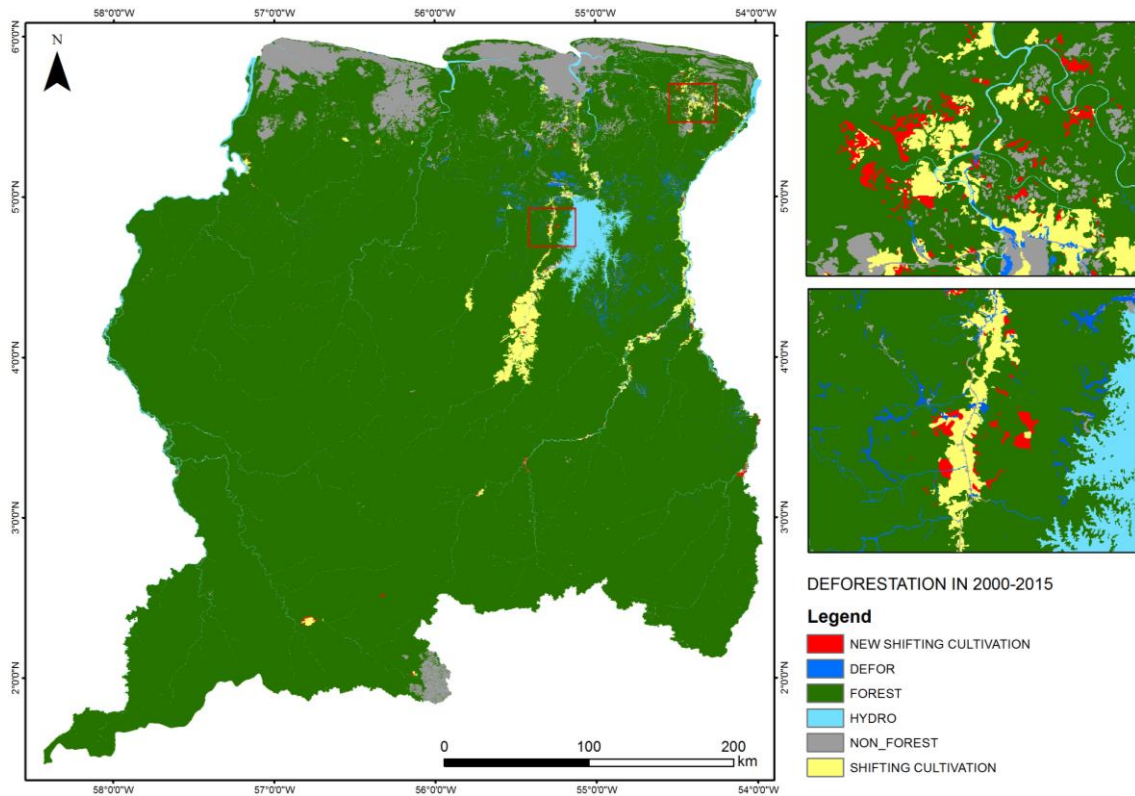 58°0'0"W
57°0'0"W
56°0'0"W
55°0'0"W
54°0'0"W
6°0'0"N
N
6°0'0"N
5°0'0"N
5°0'0"N
4°0'0"N
4°0'0"N
3°0'0"N
3°0'0"N
2°0'0"N
2°0'0"N
0
100
200
km
58°0'0"W
57°0'0"W
56°0'0"W
55°0'0"W
54°0'0"W
DEFORESTATION IN 2000-2015
Legend
NEW SHIFTING CULTIVATION
DEFOR
FOREST
HYDRO
NON_FOREST
SHIFTING CULTIVATION